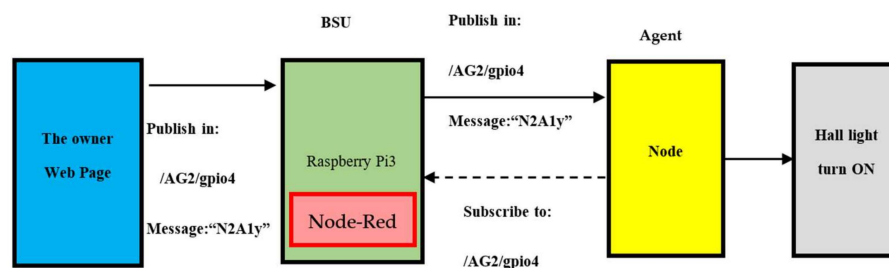 BSU
Publish in:
/AG2/gpio4
Message:“N2A1y”
Agent
The owner
Web Page
Publish in:
/AG2/gpio4
Message:“N2A1y”
Raspberry Pi3
Node-Red
Subscribe to:
/AG2/gpio4
Node
Hall light
turn ON